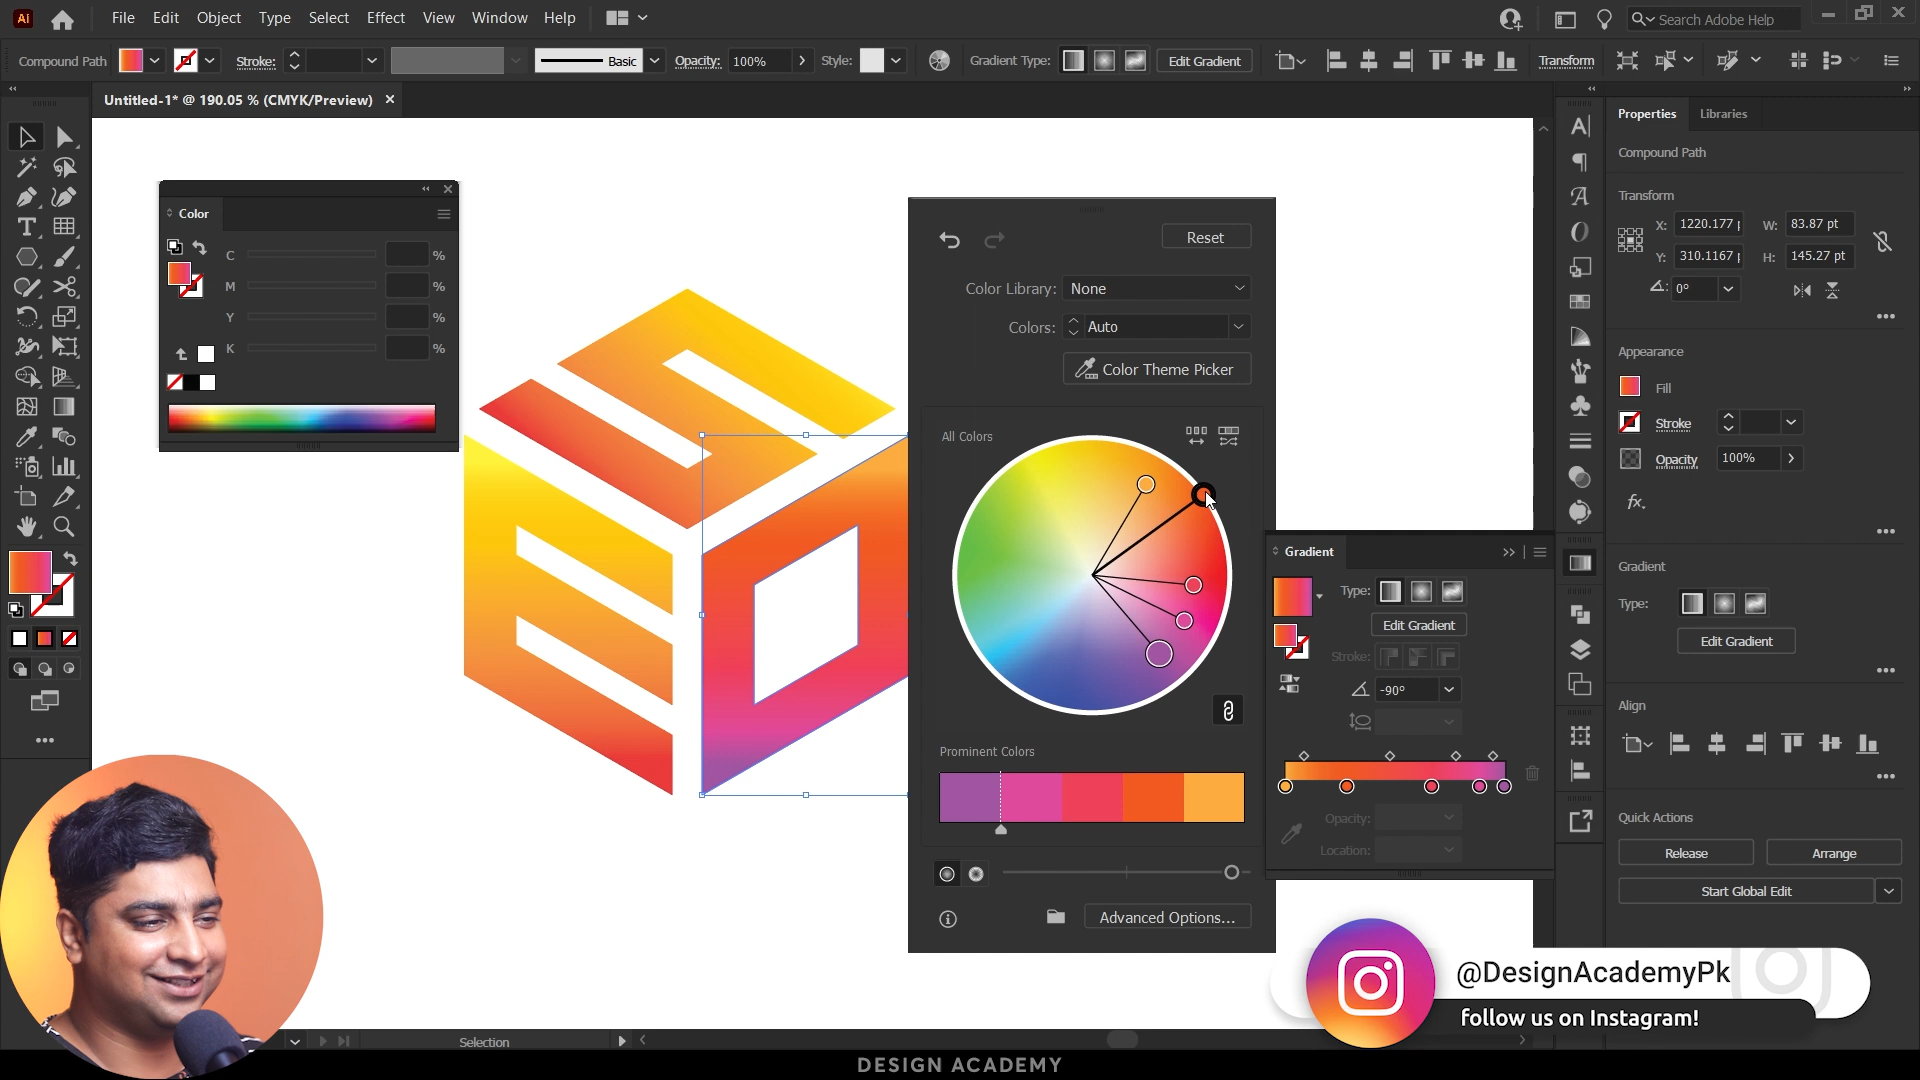 Ai File Edit Object Type Select Effect View Window Help Search Adobe Help
Compound Path Stroke: Basic Opacity: 100% Style: Gradient Type: Edit Gradient Transform
Untitled-1* @ 190.05 % (CMYK/Preview)
Properties Libraries
Compound Path
Transform
X: 1220.177 W: 83.87 pt
Y: 310.1167 H: 145.27 pt
0°
Appearance
Fill
Stroke
Opacity 100%
fx.
Gradient
Type:
Edit Gradient
Align
Quick Actions
Release Arrange
Start Global Edit
Color
C %
M %
Y %
K %
Reset
Color Library: None
Colors: Auto
Color Theme Picker
All Colors
Prominent Colors
Advanced Options...
Gradient
Type:
Edit Gradient
Stroke:
-90°
Opacity:
Location:
Selection
@DesignAcademyPk
follow us on Instagram!
DESIGN ACADEMY